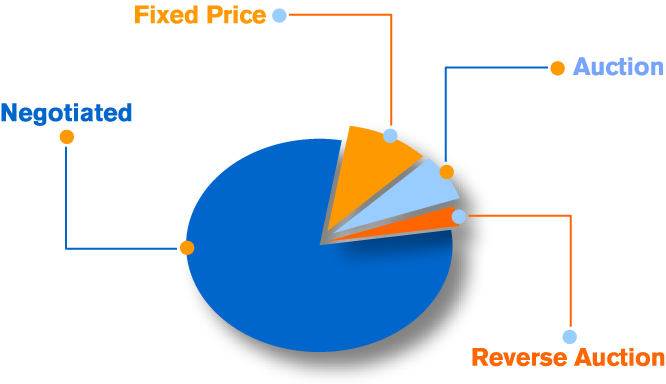 Fixed Price
Auction
Negotiated
Reverse Auction